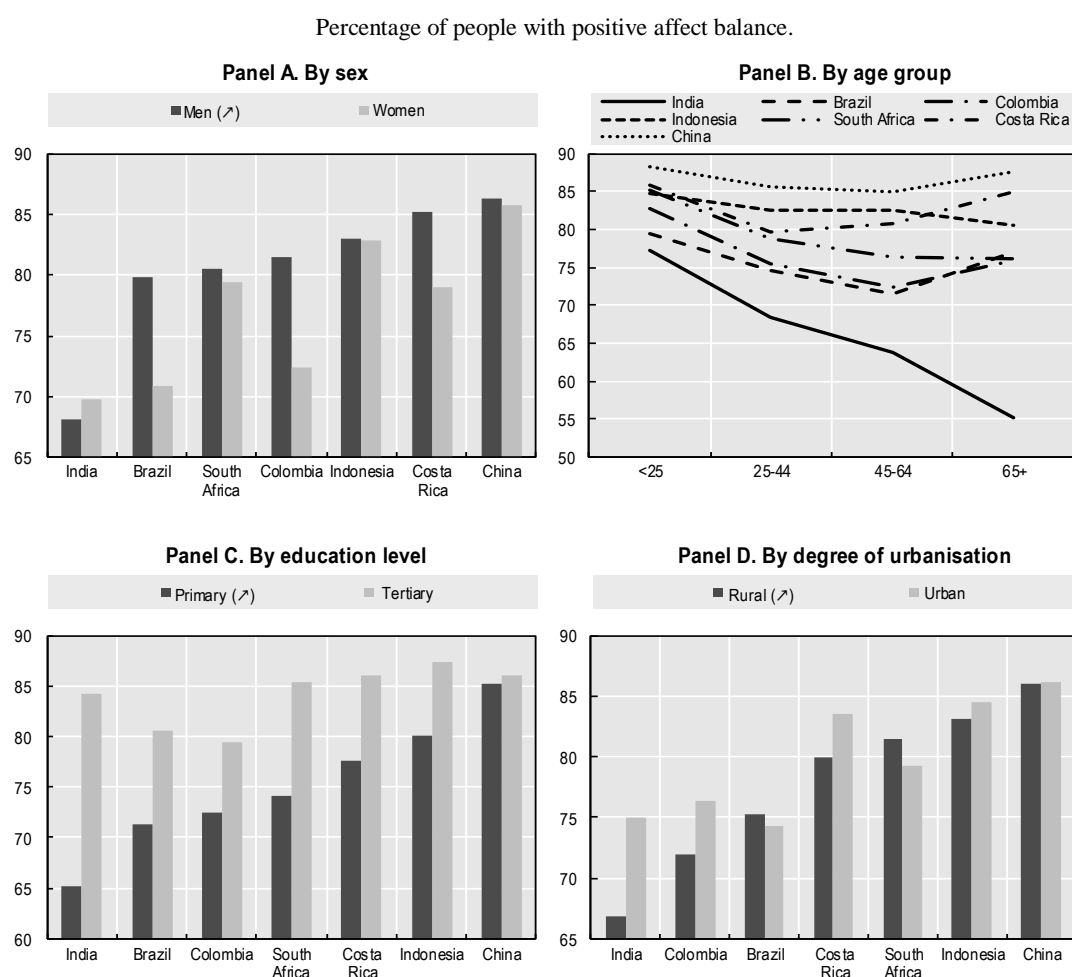 Percentage of people with positive affect balance.
Panel A. By sex
Men (↗) Women
90
85
80
75
70
65
India Brazil South Africa Colombia Indonesia Costa Rica China
Panel B. By age group
India Brazil Colombia
Indonesia South Africa Costa Rica
China
90
85
80
75
70
65
60
55
50
<25 25-44 45-64 65+
Panel C. By education level
Primary (↗) Tertiary
90
85
80
75
70
65
60
India Brazil Colombia South Africa Costa Rica Indonesia China
Panel D. By degree of urbanisation
Rural (↗) Urban
90
85
80
75
70
65
India Colombia Brazil Costa Rica South Africa Indonesia China